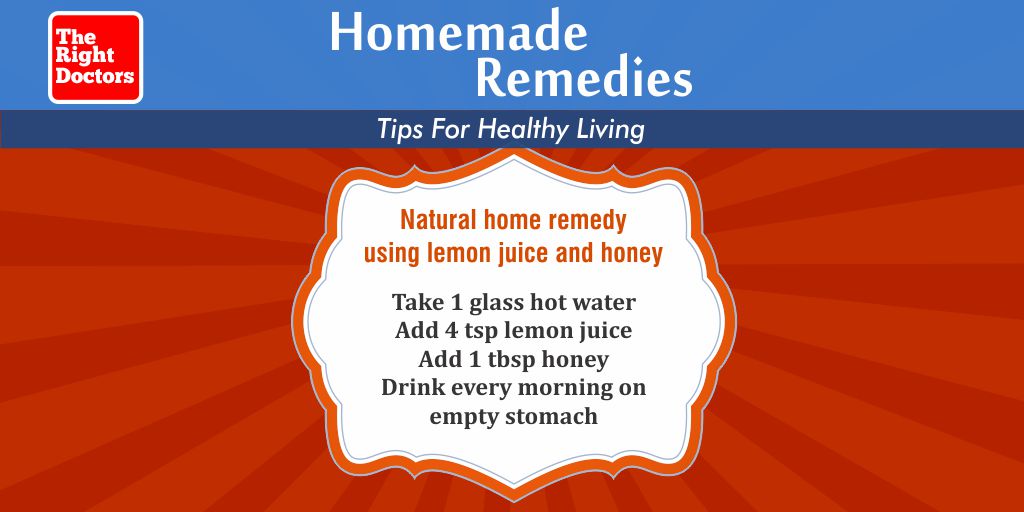 The
Right
Doctors
Homemade
Remedies
Tips For Healthy Living
Natural home remedy
using lemon juice and honey
Take 1 glass hot water
Add 4 tsp lemon juice
Add 1 tbsp honey
Drink every morning on
empty stomach